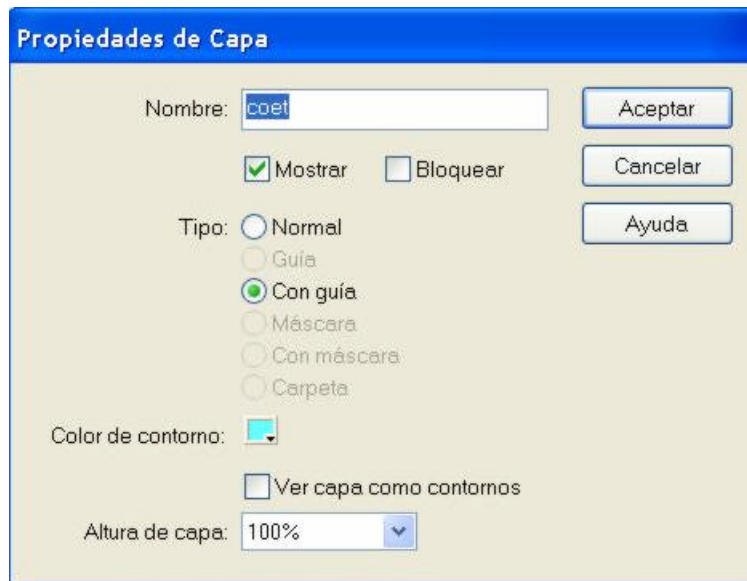 Propiedades de Capa
Nombre: coet Aceptar
Mostrar Bloquear Cancelar
Tipo: Normal Ayuda
Guía
Con guía
Máscara
Con máscara
Carpeta
Color de contorno:
Ver capa como contornos
Altura de capa: 100%